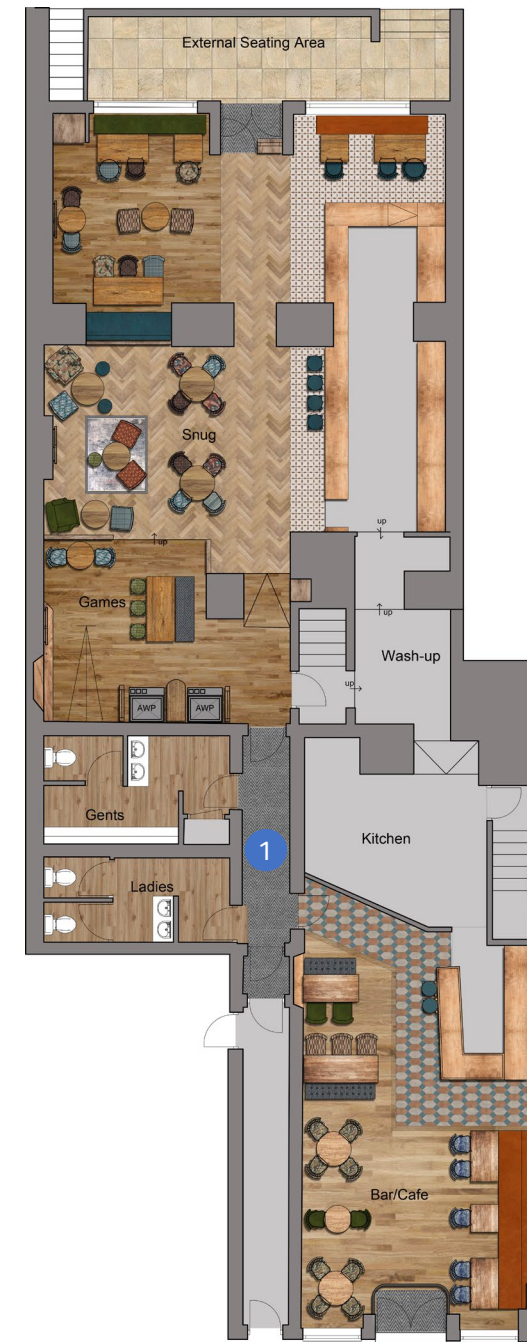 External Seating Area
Snug
up
up
Games
up
Wash-up
up
AWP
AWP
Gents
Kitchen
1
Ladies
Bar/Cafe